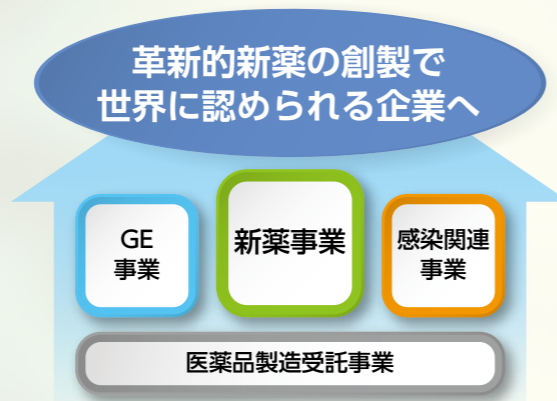 革新的新薬の創製で
世界に認められる企業へ
GE
事業
新薬事業
感染関連
事業
医薬品製造受託事業